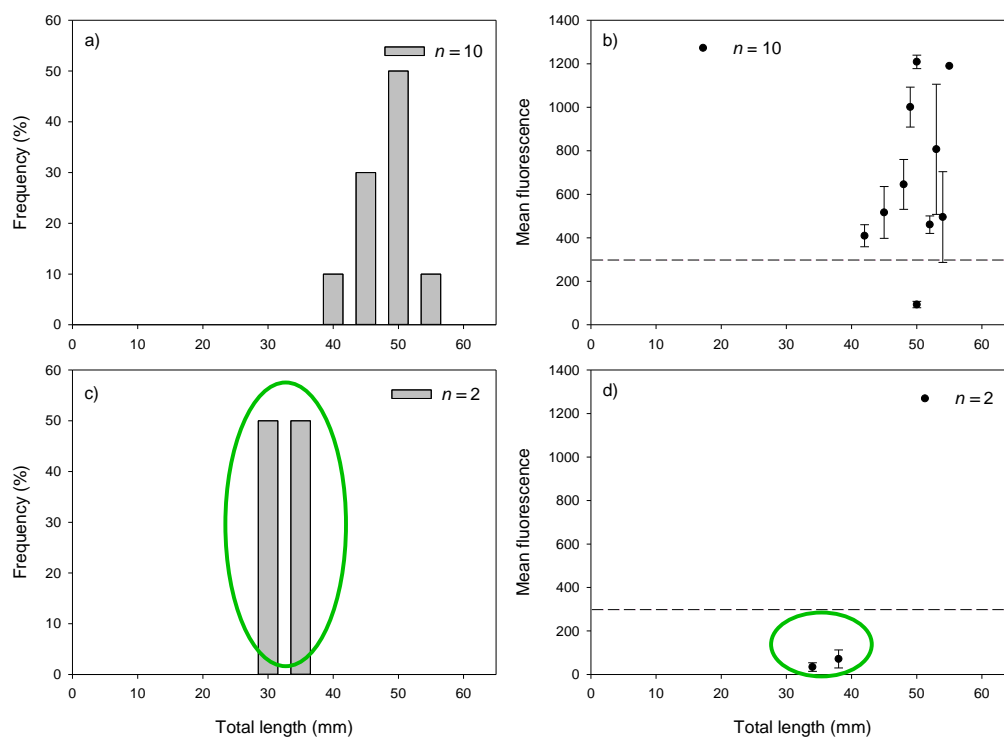 a)
n = 10
Frequency (%)
60
50
40
30
20
10
0
0 10 20 30 40 50 60
b)
n = 10
Mean fluorescence
1400
1200
1000
800
600
400
200
0
0 10 20 30 40 50 60
c)
n = 2
Frequency (%)
60
50
40
30
20
10
0
0 10 20 30 40 50 60
Total length (mm)
d)
n = 2
Mean fluorescence
1400
1200
1000
800
600
400
200
0
0 10 20 30 40 50 60
Total length (mm)